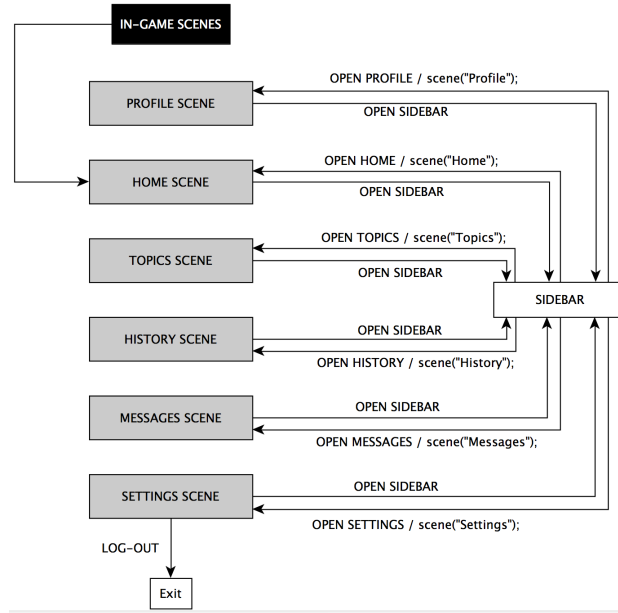 IN-GAME SCENES
OPEN PROFILE / scene("Profile");
PROFILE SCENE
OPEN SIDEBAR
OPEN HOME / scene("Home");
HOME SCENE
OPEN SIDEBAR
OPEN TOPICS / scene("Topics");
TOPICS SCENE
OPEN SIDEBAR
SIDEBAR
OPEN SIDEBAR
HISTORY SCENE
OPEN HISTORY / scene("History");
OPEN SIDEBAR
MESSAGES SCENE
OPEN MESSAGES / scene("Messages");
OPEN SIDEBAR
SETTINGS SCENE
OPEN SETTINGS / scene("Settings");
LOG-OUT
Exit